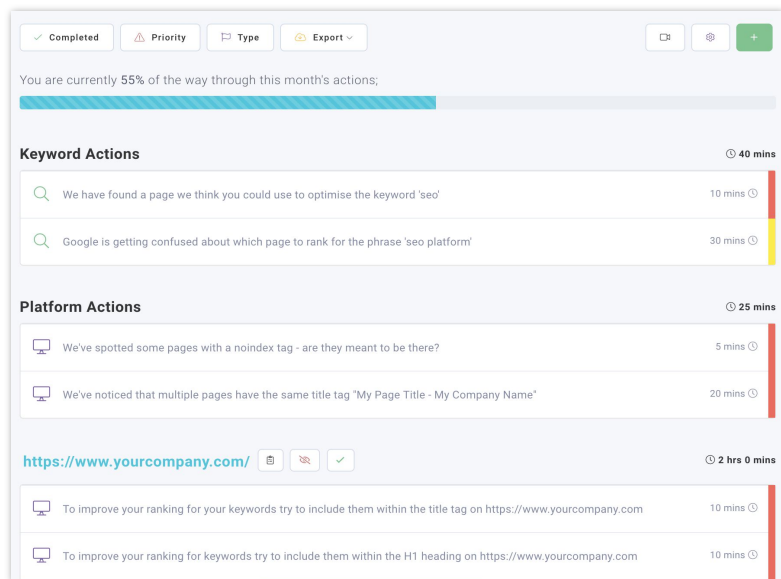 Completed
Priority
Type
Export
+
You are currently 55% of the way through this month's actions;
Keyword Actions
40 mins
We have found a page we think you could use to optimise the keyword 'seo'
10 mins
Google is getting confused about which page to rank for the phrase 'seo platform'
30 mins
Platform Actions
25 mins
We've spotted some pages with a noindex tag - are they meant to be there?
5 mins
We've noticed that multiple pages have the same title tag "My Page Title - My Company Name"
20 mins
https://www.yourcompany.com/
2 hrs 0 mins
To improve your ranking for your keywords try to include them within the title tag on https://www.yourcompany.com
10 mins
To improve your ranking for keywords try to include them within the H1 heading on https://www.yourcompany.com
10 mins